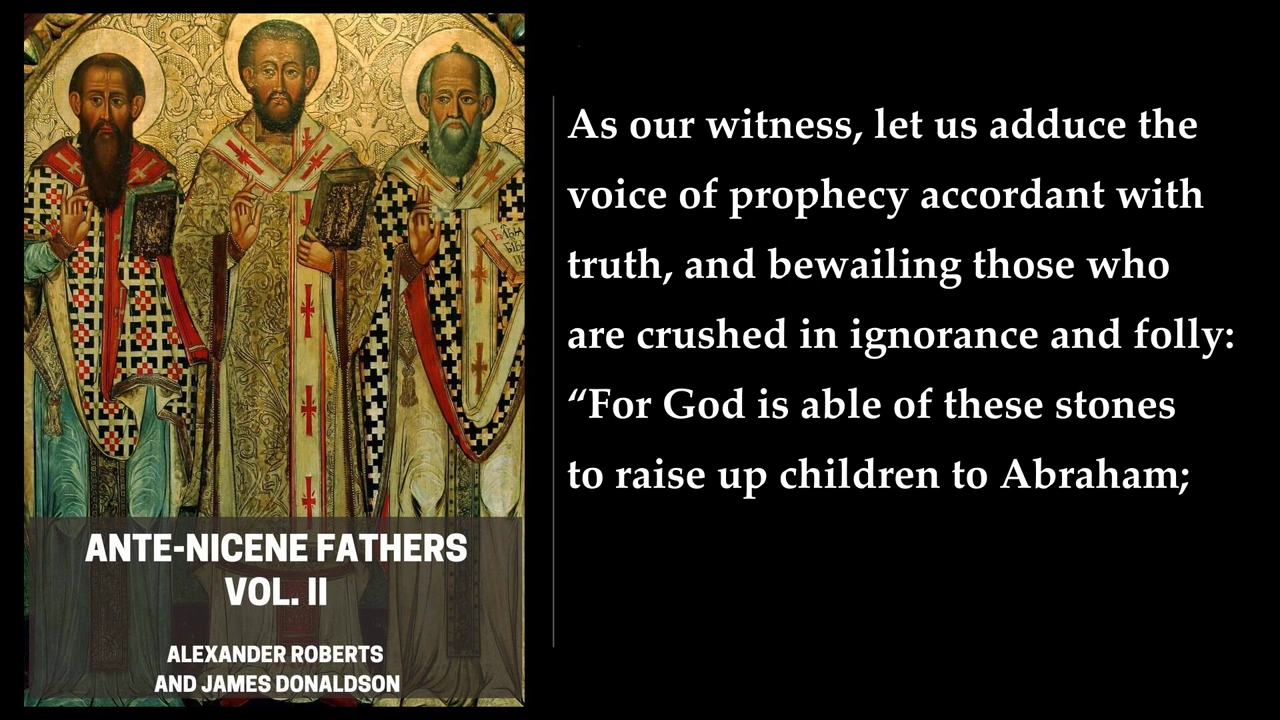 ANTE-NICENE FATHERS
VOL. II
ALEXANDER ROBERTS
AND JAMES DONALDSON
As our witness, let us adduce the
voice of prophecy accordant with
truth, and bewailing those who
are crushed in ignorance and folly:
“For God is able of these stones
to raise up children to Abraham;